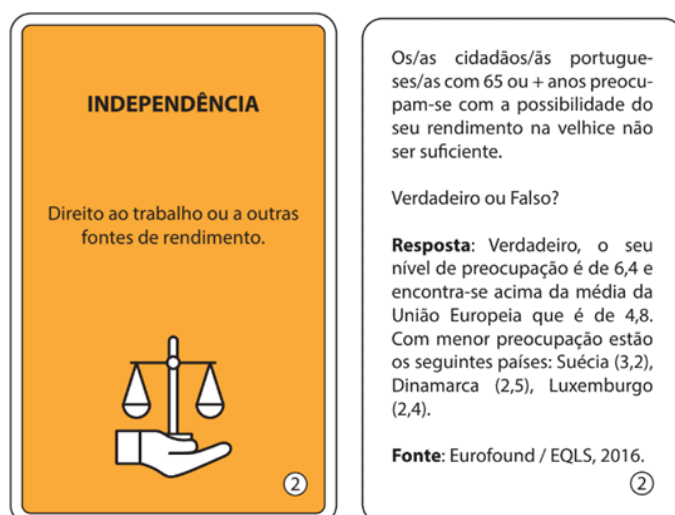 INDEPENDÊNCIA
Direito ao trabalho ou a outras
fontes de rendimento.
2
Os/as cidadãos/ãs portugue-
ses/as com 65 ou + anos preocu-
pam-se com a possibilidade do
seu rendimento na velhice não
ser suficiente.
Verdadeiro ou Falso?
Resposta: Verdadeiro, o seu
nível de preocupação é de 6,4 e
encontra-se acima da média da
União Europeia que é de 4,8.
Com menor preocupação estão
os seguintes países: Suécia (3,2),
Dinamarca (2,5), Luxemburgo
(2,4).
Fonte: Eurofound / EQLS, 2016.
2